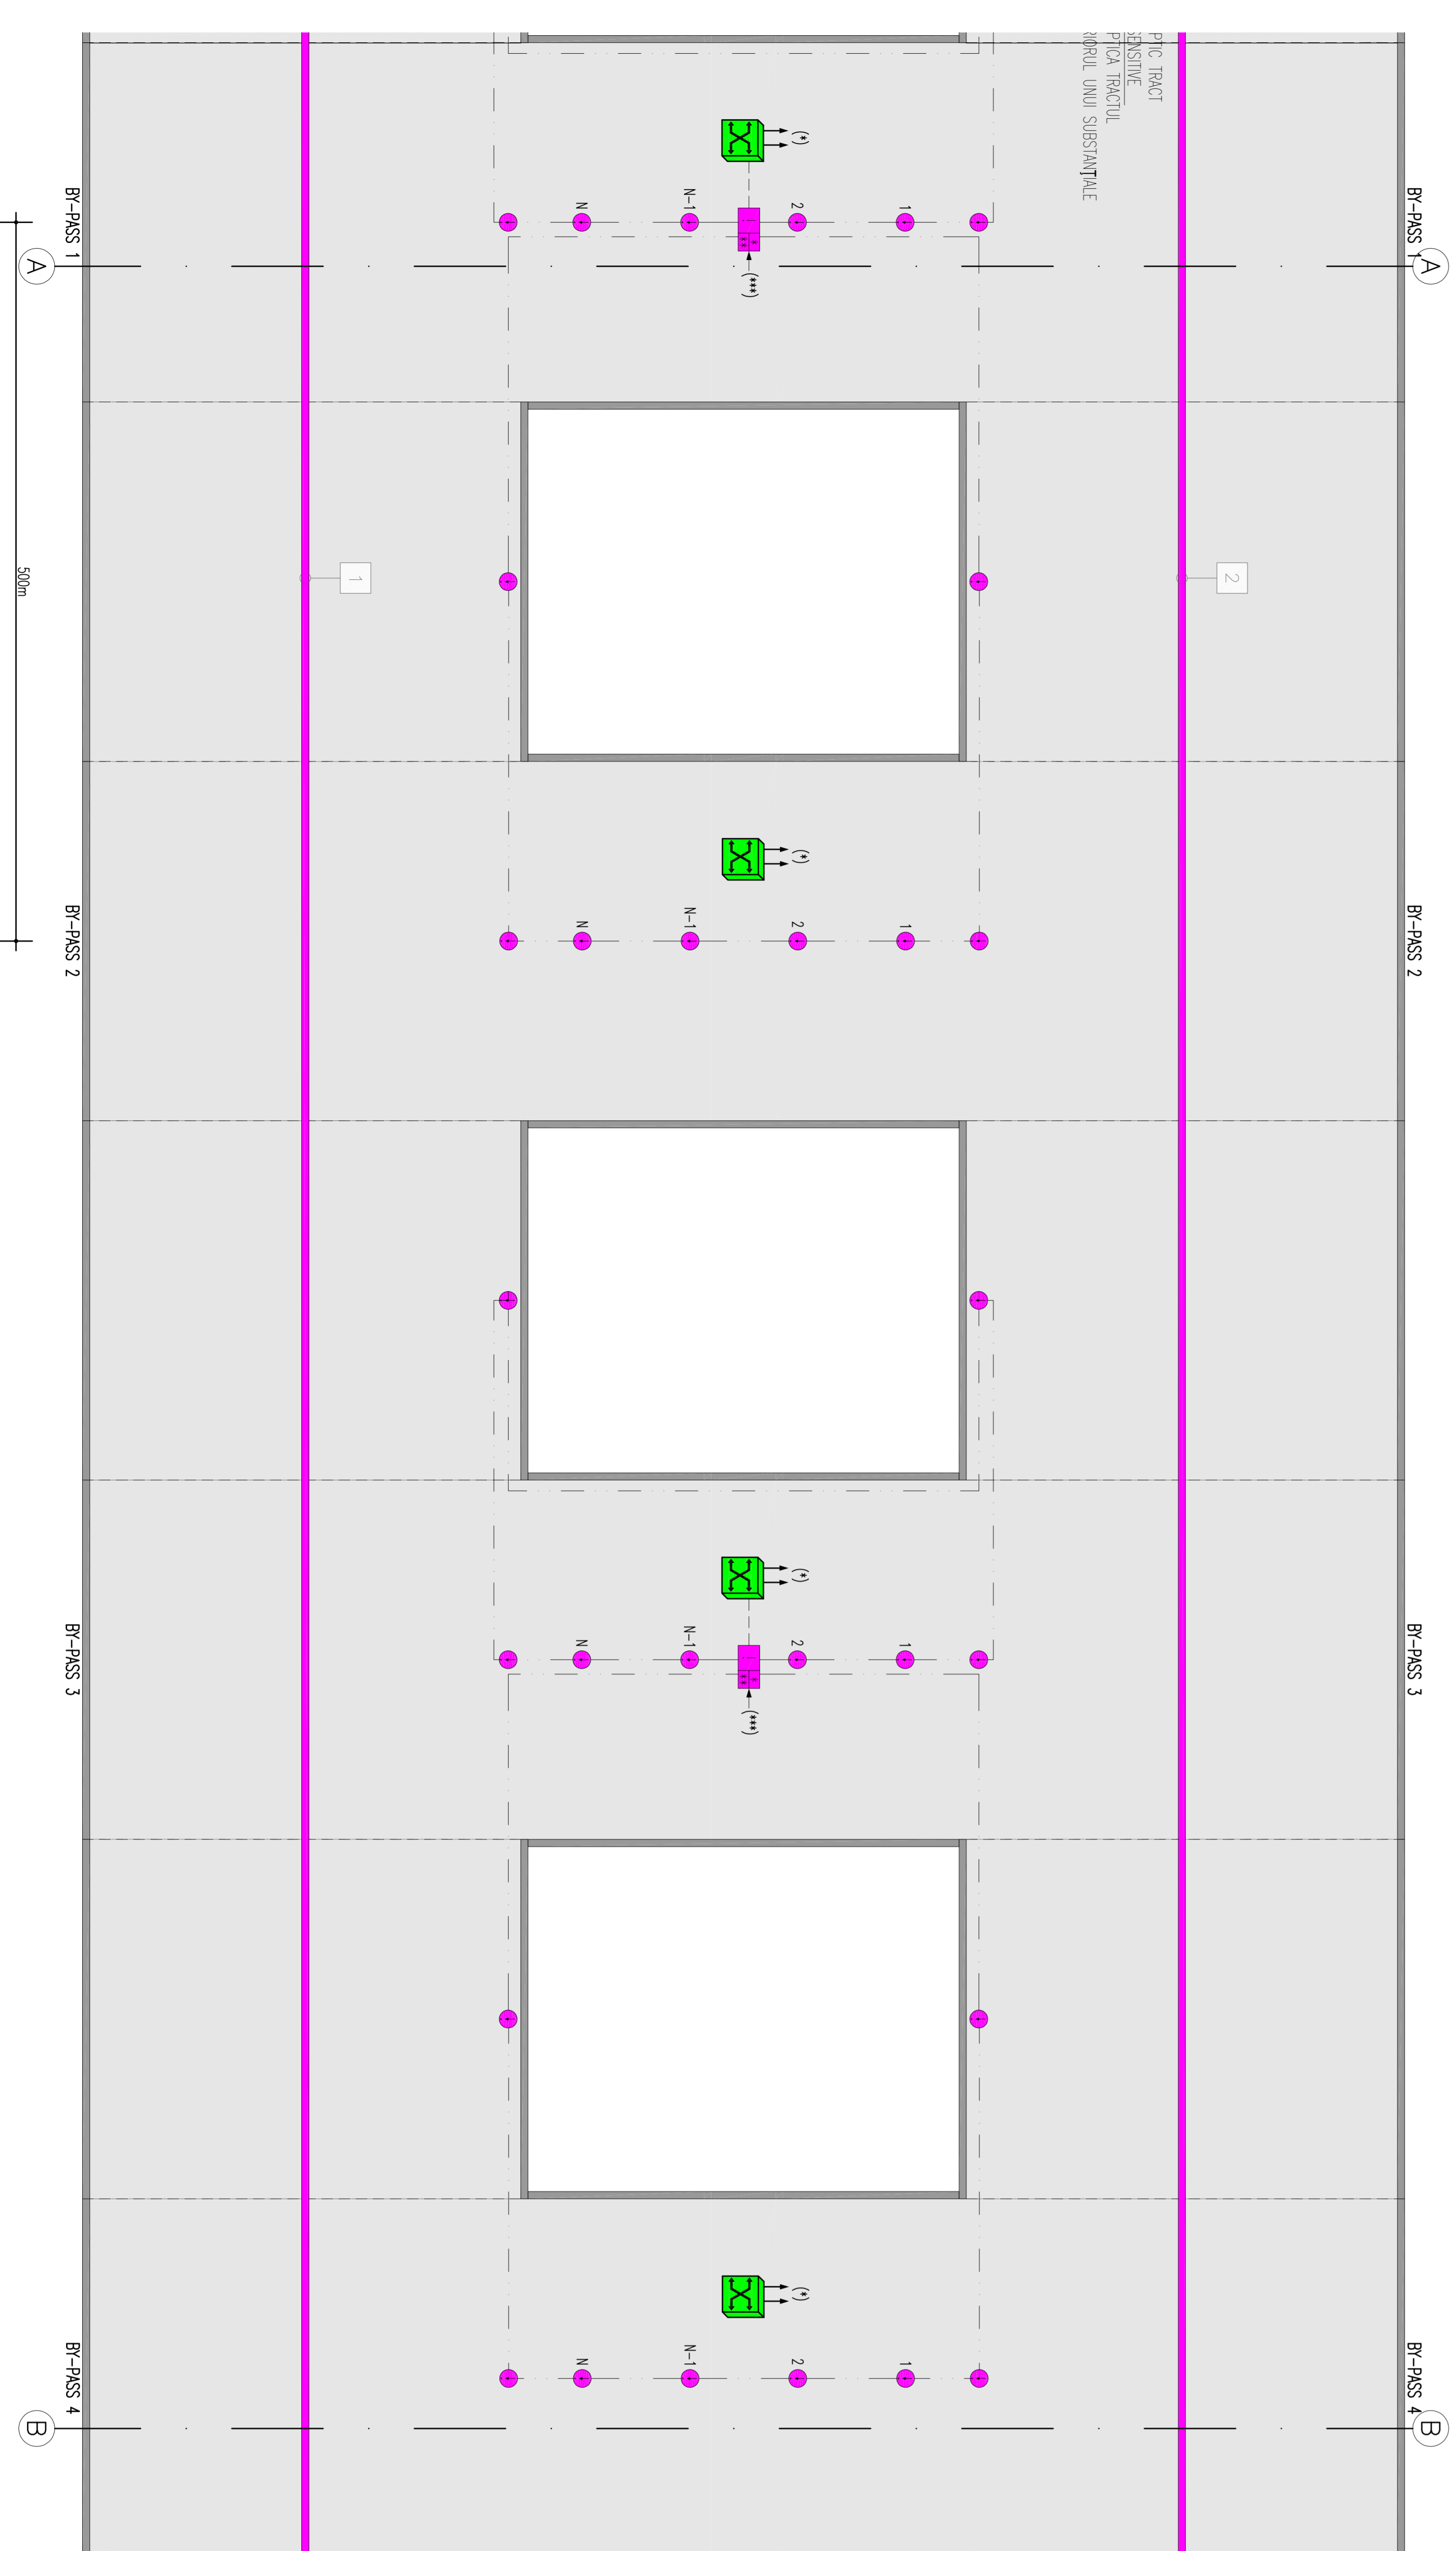 A B
BY-PASS 1 BY-PASS 2 BY-PASS 3 BY-PASS 4
2
PTIC TRACT
SENSITIVE
PTICA TRACTUL
RIORUL UNUI SUBSTANȚIALE
1 1 1 1
(*) 2 (*) 2 (*) 2 (*) 2
* (***) * (***)
** **
N-1 N-1 N-1 N-1
N N N N
1
BY-PASS 1 BY-PASS 2 BY-PASS 3 BY-PASS 4
A B
500m